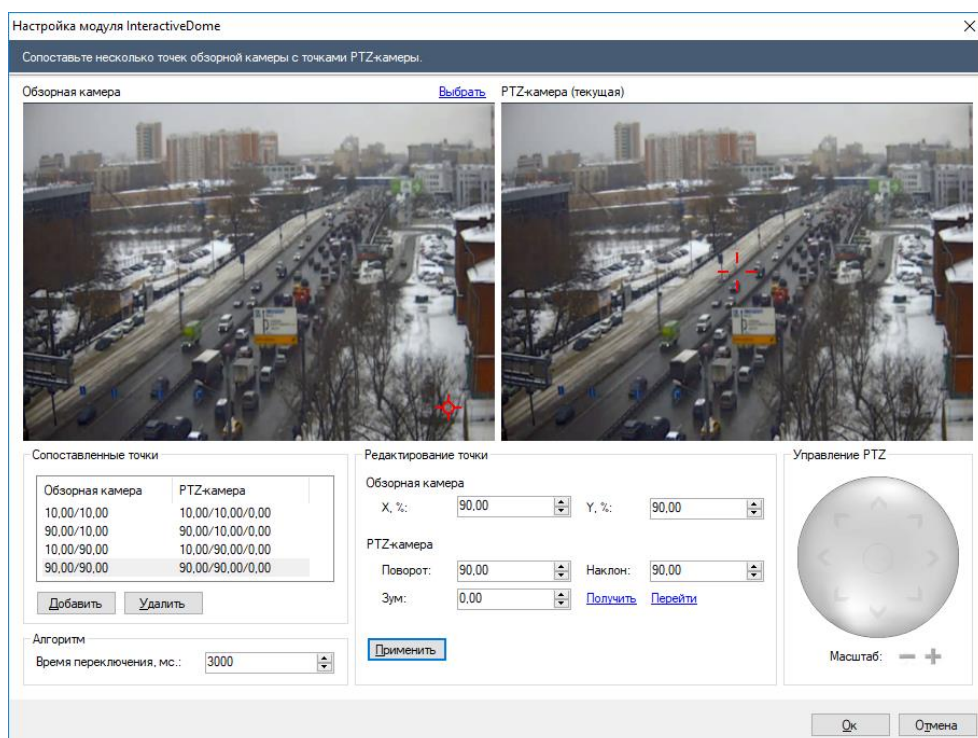 Настройка модуля InteractiveDome
Сопоставьте несколько точек обзорной камеры с точками PTZ-камеры.
Обзорная камера Выбрать PTZ-камера (текущая)
Сопоставленные точки
Обзорная камера PTZ-камера
10,00/10,00 10,00/10,00/0,00
90,00/10,00 90,00/10,00/0,00
10,00/90,00 10,00/90,00/0,00
90,00/90,00 90,00/90,00/0,00
Добавить Удалить
Алгоритм
Время переключения, мс.: 3000
Редактирование точки
Обзорная камера
X, %: 90,00 Y, %: 90,00
PTZ-камера
Поворот: 90,00 Наклон: 90,00
Зум: 0,00 Получить Перейти
Применить
Управление PTZ
Масштаб:
Ок Отмена